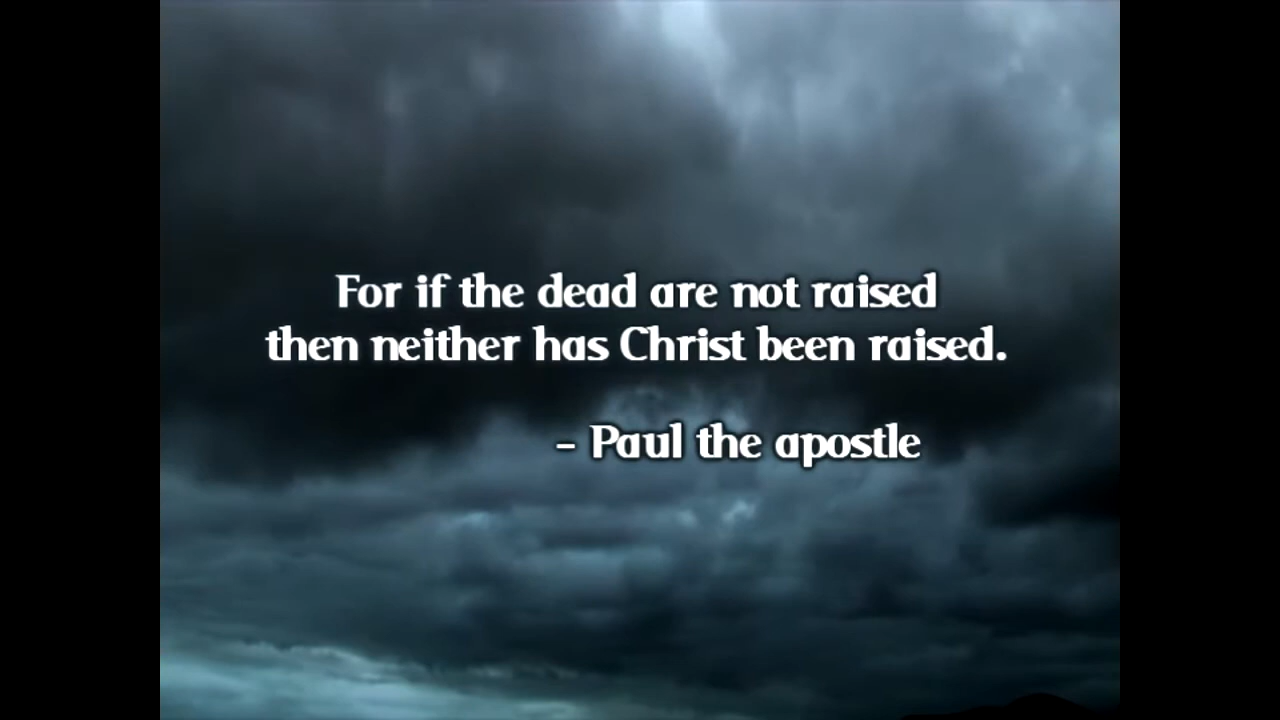 For if the dead are not raised
then neither has Christ been raised.
– Paul the apostle